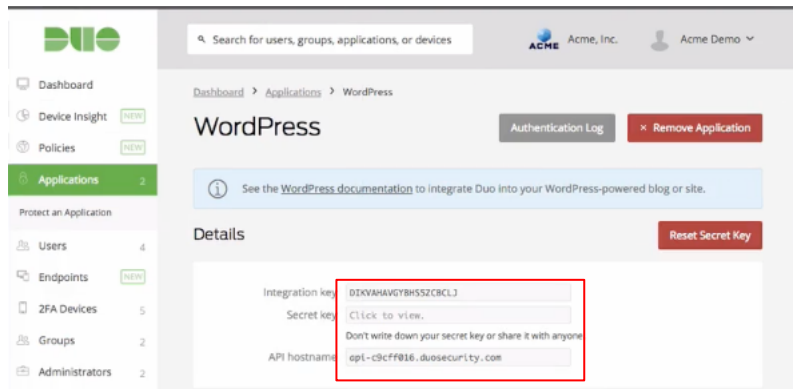 DUO
Search for users, groups, applications, or devices
ACME
Acme, Inc.
Acme Demo
Dashboard
Device Insight NEW
Policies NEW
Applications 2
Protect an Application
Users 4
Endpoints NEW
2FA Devices 5
Groups 2
Administrators 2
Dashboard > Applications > WordPress
WordPress
Authentication Log
× Remove Application
See the WordPress documentation to integrate Duo into your WordPress-powered blog or site.
Details
Reset Secret Key
Integration key
Secret key Click to view.
Don't write down your secret key or share it with anyone
API hostname api-c9cff016.duosecurity.com